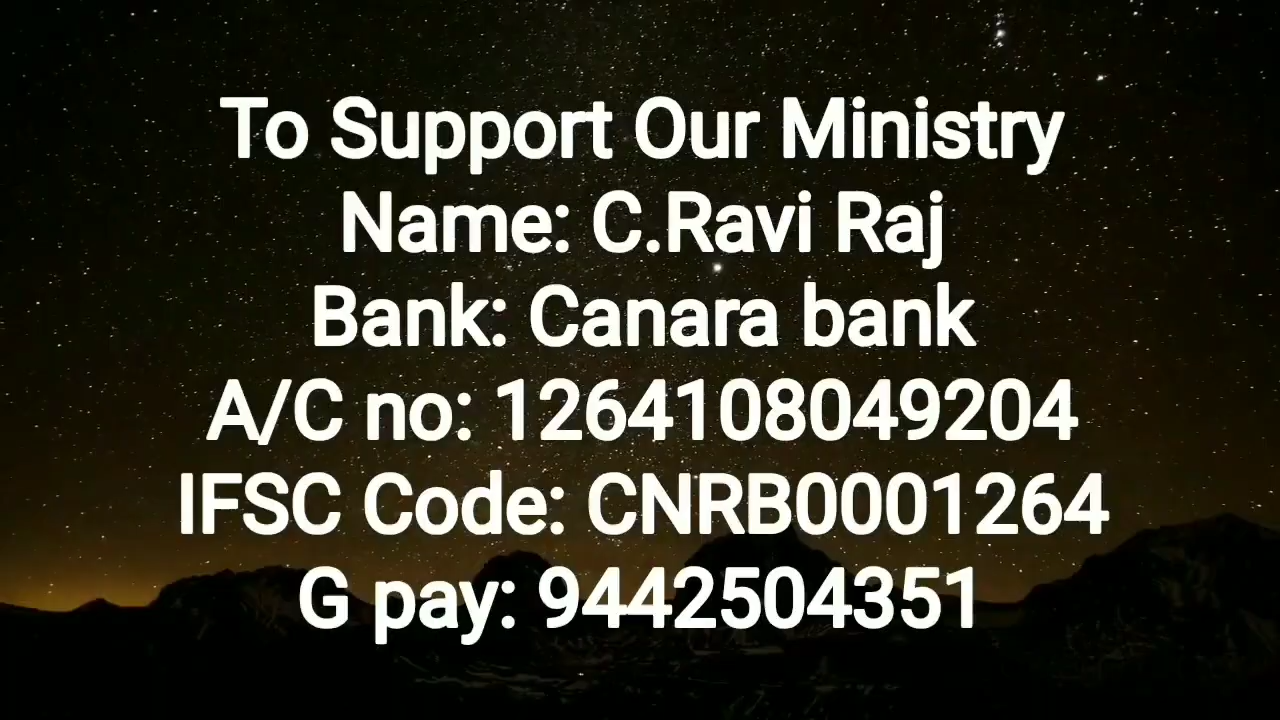 To Support Our Ministry
Name: C.Ravi Raj
Bank: Canara bank
A/C no: 1264108049204
IFSC Code: CNRB0001264
G pay: 9442504351